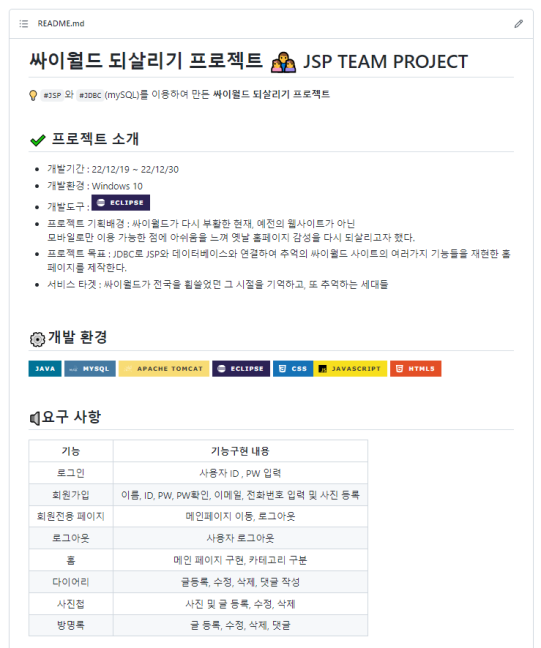 README.md
싸이월드 되살리기 프로젝트 JSP TEAM PROJECT
#JSP 와 #JDBC (mySQL)를 이용하여 만든 싸이월드 되살리기 프로젝트
프로젝트 소개
개발기간 : 22/12/19 ~ 22/12/30
개발환경 : Windows 10
개발도구 : ECLIPSE
프로젝트 기획배경 ; 싸이월드가 다시 부활한 현재, 예전의 웹사이트가 아닌
모바일로만 이용 가능한 점에 아쉬움을 느껴 옛날 홈페이지 감성을 다시 되살리고자 했다.
프로젝트 목표 : JDBC로 JSP와 데이터베이스와 연결하여 추억의 싸이월드 사이트의 여러가지 기능들을 재현한 홈
페이지를 제작한다.
서비스 타겟 : 싸이월드가 전국을 휩쓸었던 그 시절을 기억하고, 또 추억하는 세대들
개발 환경
JAVA MYSQL APACHE TOMCAT ECLIPSE CSS JAVASCRIPT HTML5
요구 사항
기능 기능구현 내용
로그인 사용자 ID , PW 입력
회원가입 이름, ID, PW, PW확인, 이메일, 전화번호 입력 및 사진 등록
회원전용 페이지 메인페이지 이동, 로그아웃
로그아웃 사용자 로그아웃
홈 메인 페이지 구현, 카테고리 구분
다이어리 글등록, 수정, 삭제, 댓글 작성
사진첩 사진 및 글 등록, 수정, 삭제
방명록 글 등록, 수정, 삭제, 댓글